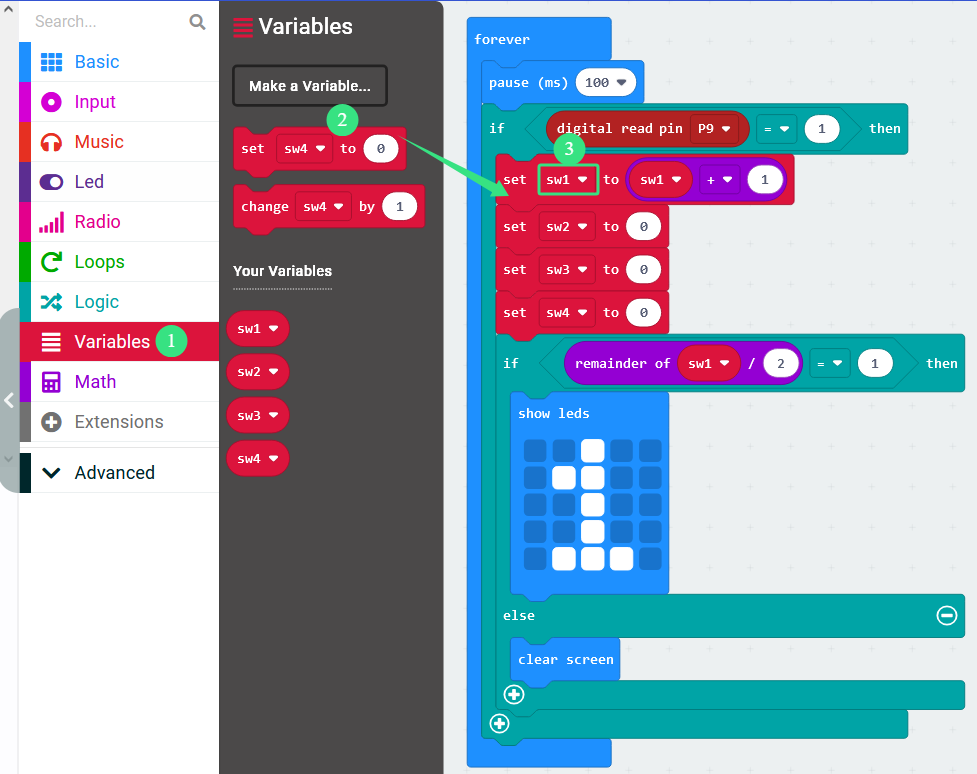 Search...
Basic
Input
Music
Led
Radio
Loops
Logic
Variables 1
Math
Extensions
Advanced
Variables
Make a Variable...
2
set sw4 to 0
change sw4 by 1
Your Variables
sw1
sw2
sw3
sw4
forever
pause (ms) 100
if digital read pin P9 = 1 then
3
set sw1 to sw1 + 1
set sw2 to 0
set sw3 to 0
set sw4 to 0
if remainder of sw1 / 2 = 1 then
show leds
else
clear screen